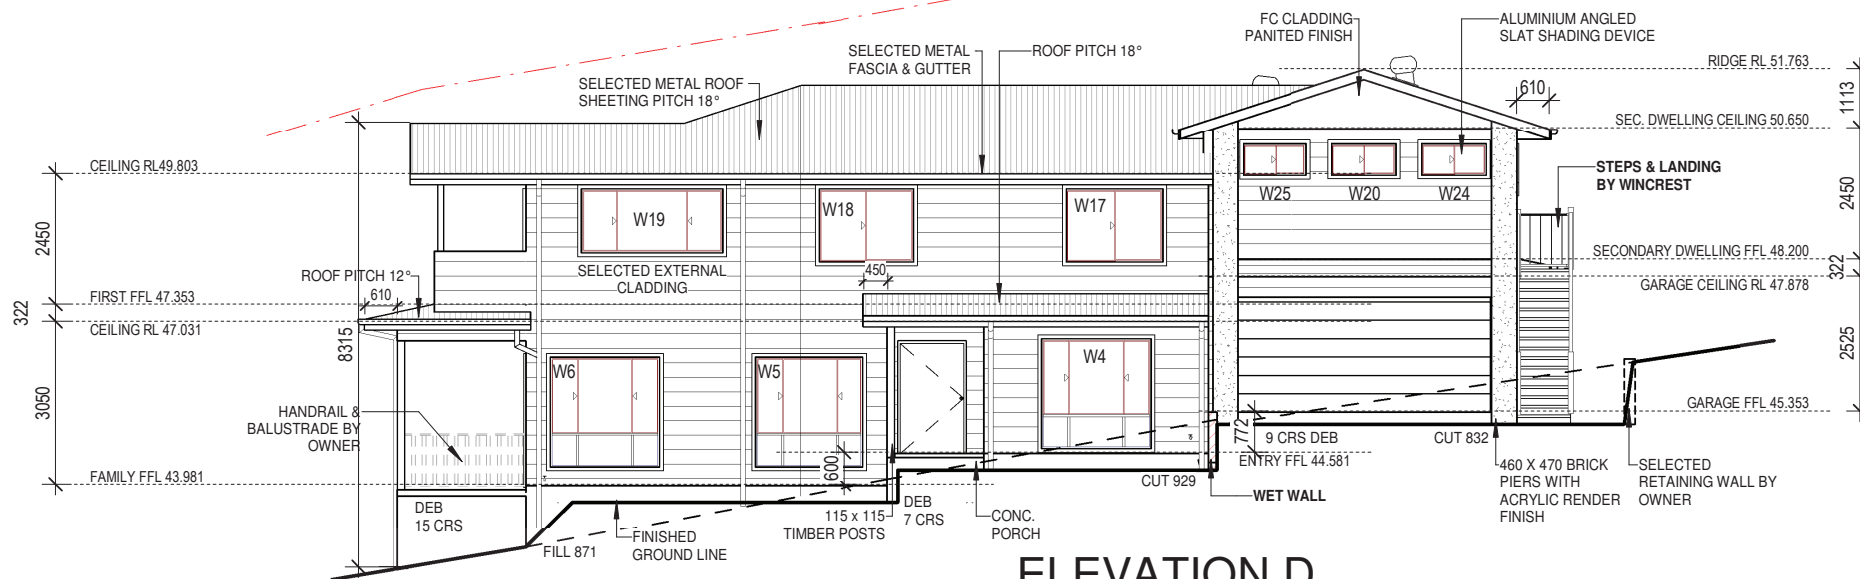 FC CLADDING
PANITED FINISH
ALUMINIUM ANGLED
SLAT SHADING DEVICE
SELECTED METAL
FASCIA & GUTTER
ROOF PITCH 18°
RIDGE RL 51.763
SELECTED METAL ROOF
SHEETING PITCH 18°
610
1113
SEC. DWELLING CEILING 50.650
CEILING RL49.803
STEPS & LANDING
BY WINCREST
W25
W20
W24
W19
W18
W17
2450
2450
SECONDARY DWELLING FFL 48.200
SELECTED EXTERNAL
CLADDING
450
ROOF PITCH 12°
610
322
GARAGE CEILING RL 47.878
FIRST FFL 47.353
322
CEILING RL 47.031
8315
2525
W6
W5
W4
3050
HANDRAIL &
BALUSTRADE BY
OWNER
GARAGE FFL 45.353
772
9 CRS DEB
CUT 832
ENTRY FFL 44.581
600
FAMILY FFL 43.981
CUT 929
WET WALL
460 X 470 BRICK
PIERS WITH
ACRYLIC RENDER
FINISH
SELECTED
RETAINING WALL BY
OWNER
DEB
15 CRS
115 x 115
TIMBER POSTS
DEB
7 CRS
CONC.
PORCH
FILL 871
FINISHED
GROUND LINE
ELEVATION D